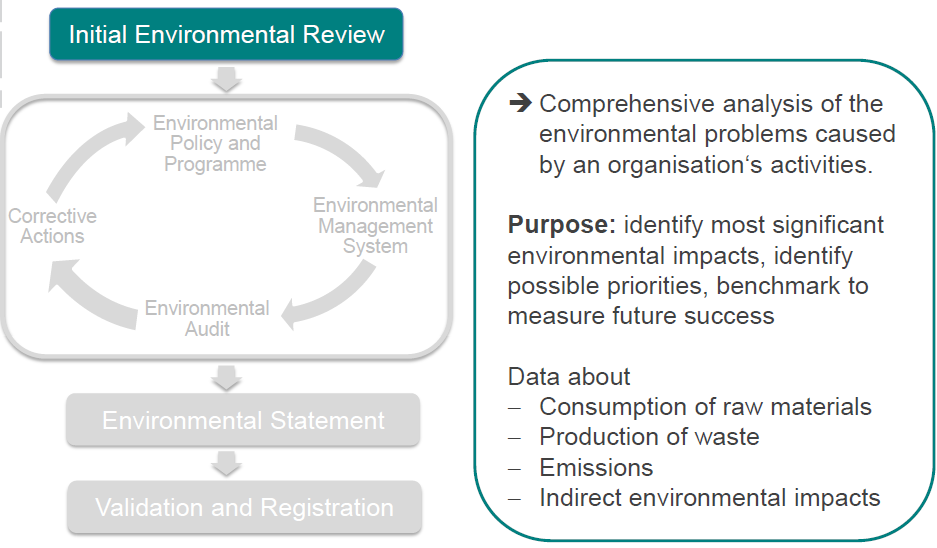 Initial Environmental Review
Environmental
Policy and
Programme
Environmental
Management
System
Environmental
Audit
Corrective
Actions
Environmental Statement
Validation and Registration
➔ Comprehensive analysis of the
environmental problems caused
by an organisation‘s activities.
Purpose: identify most significant
environmental impacts, identify
possible priorities, benchmark to
measure future success
Data about
– Consumption of raw materials
– Production of waste
– Emissions
– Indirect environmental impacts